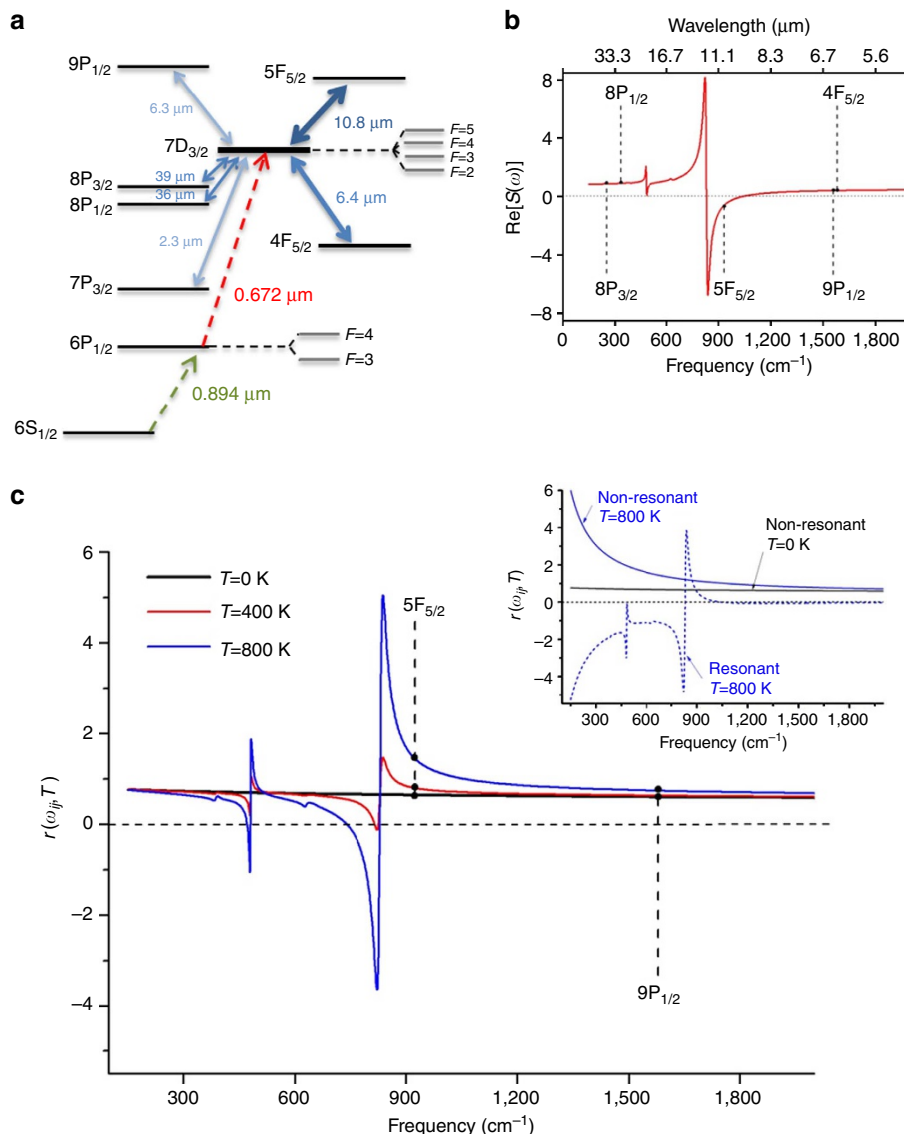 a
9P1/2
5F5/2
6.3 μm
10.8 μm
7D3/2
F=5
F=4
F=3
F=2
8P3/2
39 μm
8P1/2
36 μm
6.4 μm
2.3 μm
4F5/2
7P3/2
0.672 μm
6P1/2
F=4
F=3
0.894 μm
6S1/2
b
Wavelength (μm)
33.3 16.7 11.1 8.3 6.7 5.6
8
4
0
−4
−8
Re[S(ω)]
8P1/2
4F5/2
8P3/2
5F5/2
9P1/2
0 300 600 900 1,200 1,500 1,800
Frequency (cm−1)
c
6
4
2
0
−2
−4
r (ωij, T)
T=0 K
T=400 K
T=800 K
5F5/2
9P1/2
300 600 900 1,200 1,500 1,800
Frequency (cm−1)
6
4
2
0
−2
−4
r (ωij, T)
Non-resonant
T=800 K
Non-resonant
T=0 K
Resonant
T=800 K
300 600 900 1,200 1,500 1,800
Frequency (cm−1)